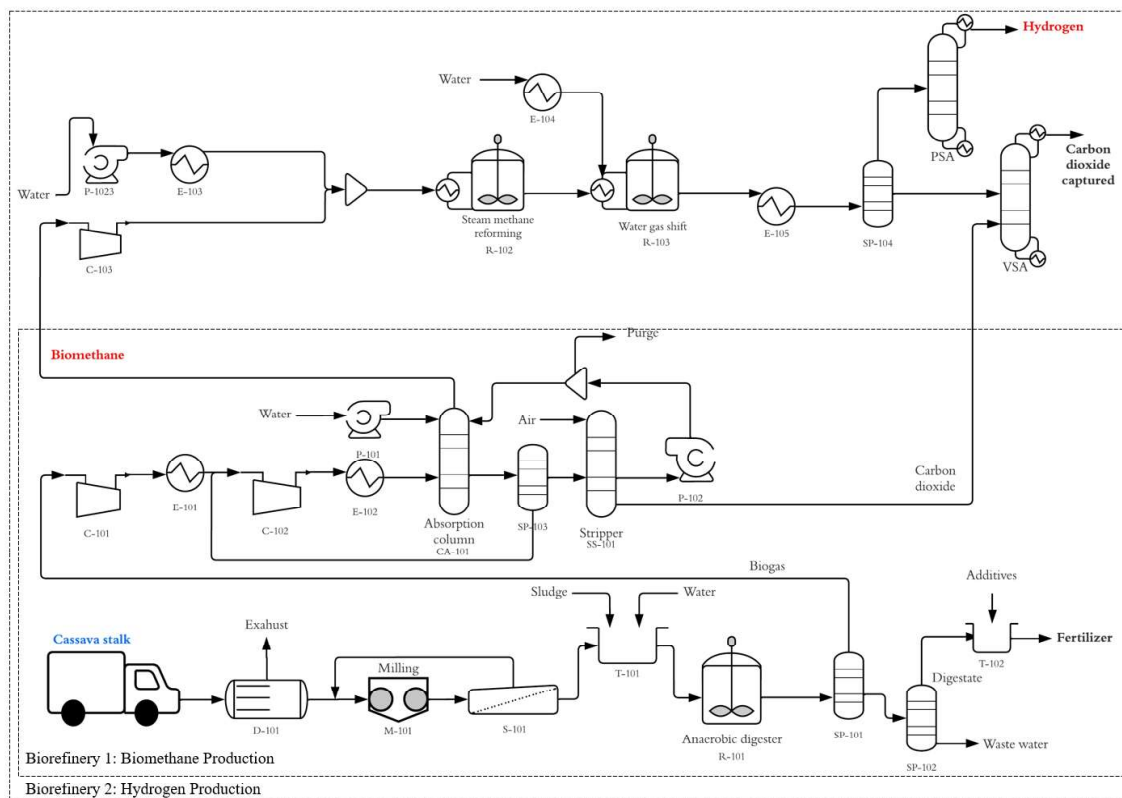 Hydrogen
Water
E-104
PSA
Carbon
dioxide
captured
Water
P-1023
E-103
Steam methane
reforming
R-102
Water gas shift
R-103
E-105
SP-104
VSA
C-103
Purge
Biomethane
Water
P-101
Air
Carbon
dioxide
E-101
C-101
C-102
E-102
Absorption
column
CA-101
SP-103
Stripper
SS-101
P-102
Biogas
Sludge
Water
Additives
Exahust
Cassava stalk
Milling
T-101
Fertilizer
T-102
Digestate
D-101
M-101
S-101
Anaerobic digester
R-101
SP-101
Waste water
SP-102
Biorefinery 1: Biomethane Production
Biorefinery 2: Hydrogen Production